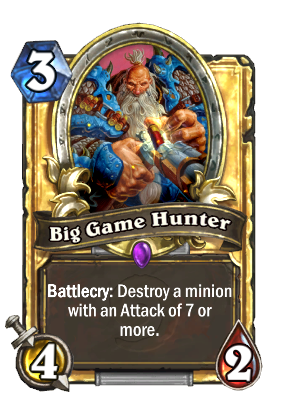 3
Big Game Hunter
Battlecry: Destroy a minion
with an Attack of 7 or
more.
4
2